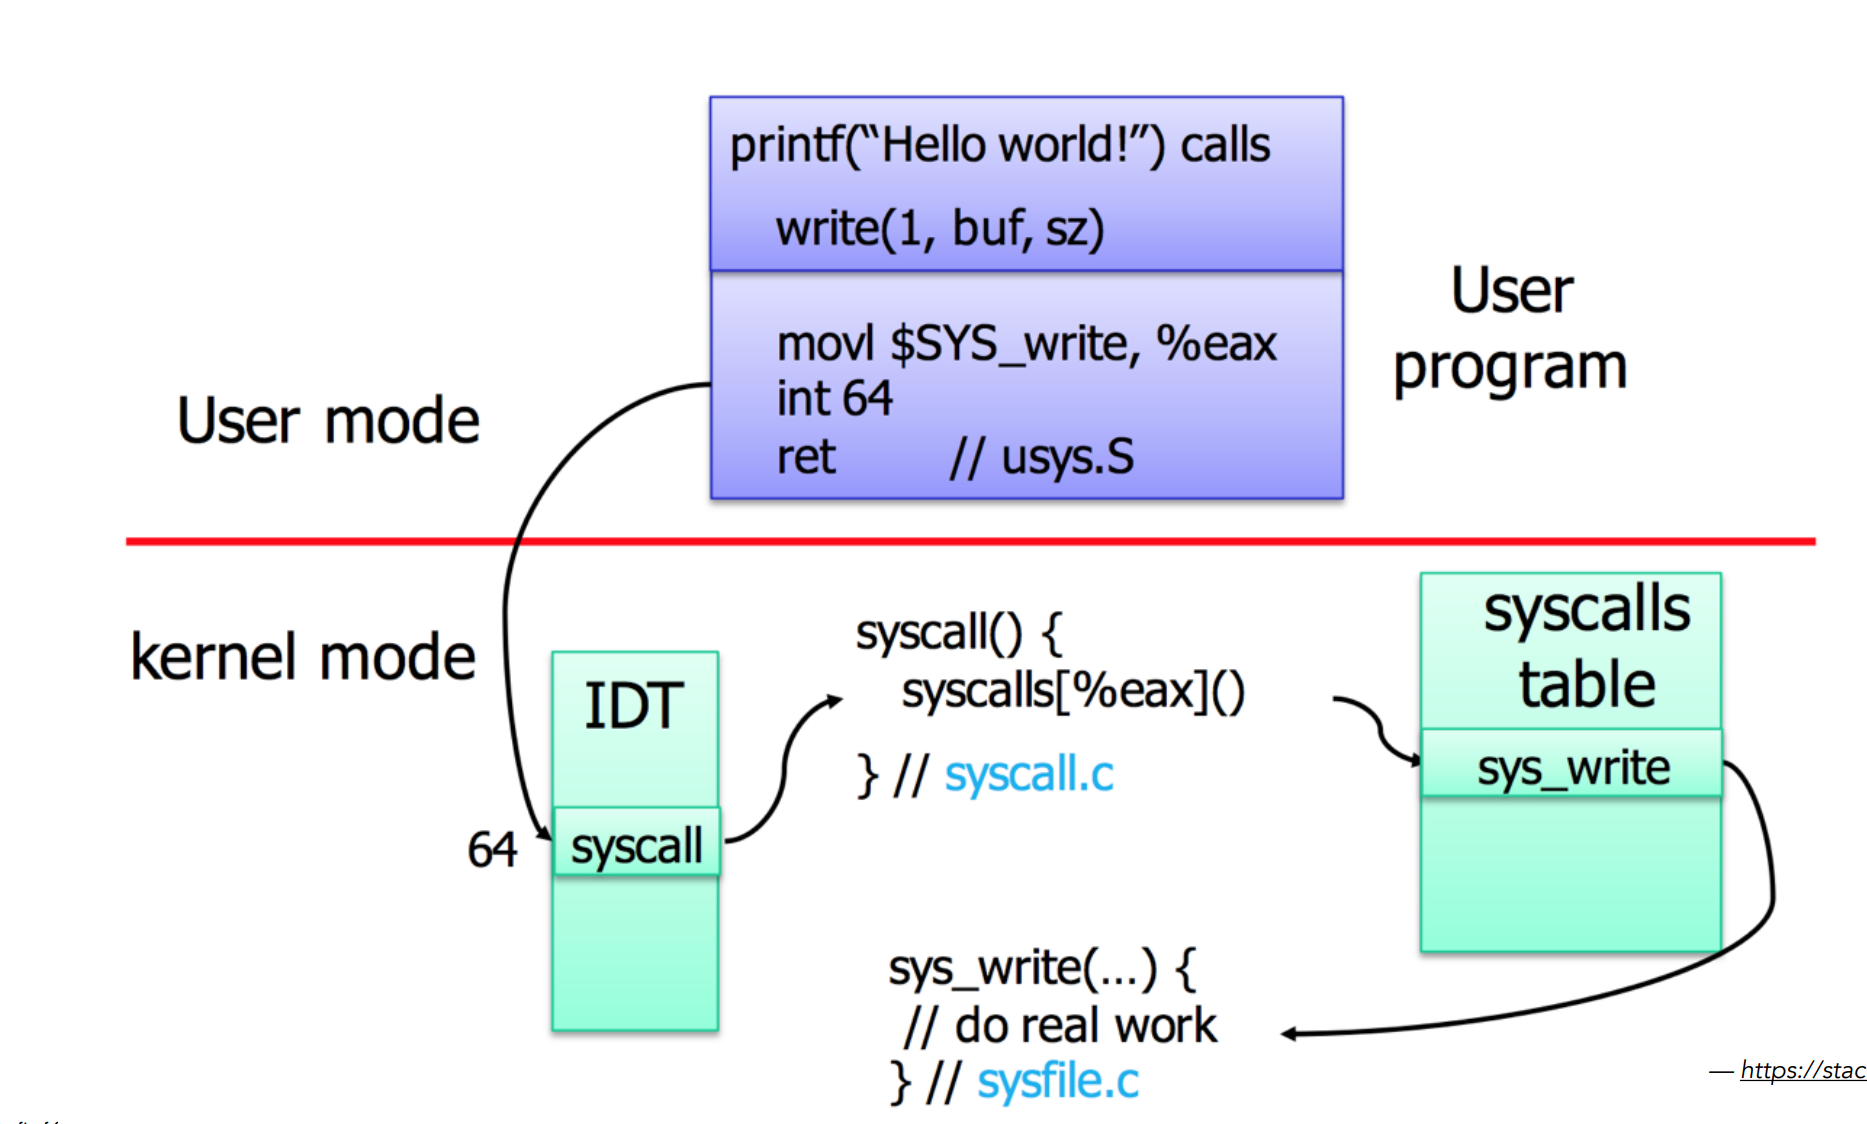 printf(“Hello world!”) calls
write(1, buf, sz)
movl $SYS_write, %eax
int 64
ret // usys.S
User
program
User mode
kernel mode
IDT
64
syscall
syscall() {
syscalls[%eax]()
} // syscall.c
syscalls
table
sys_write
sys_write(...) {
// do real work
} // sysfile.c
— https://stac